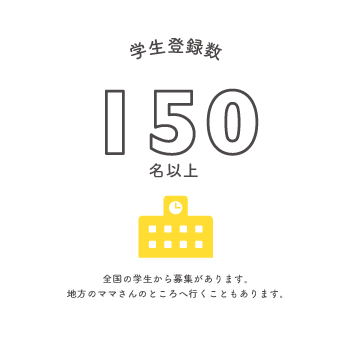 学生登録数
150
名以上
全国の学生から募集があります。
地方のママさんのところへ行くこともあります。